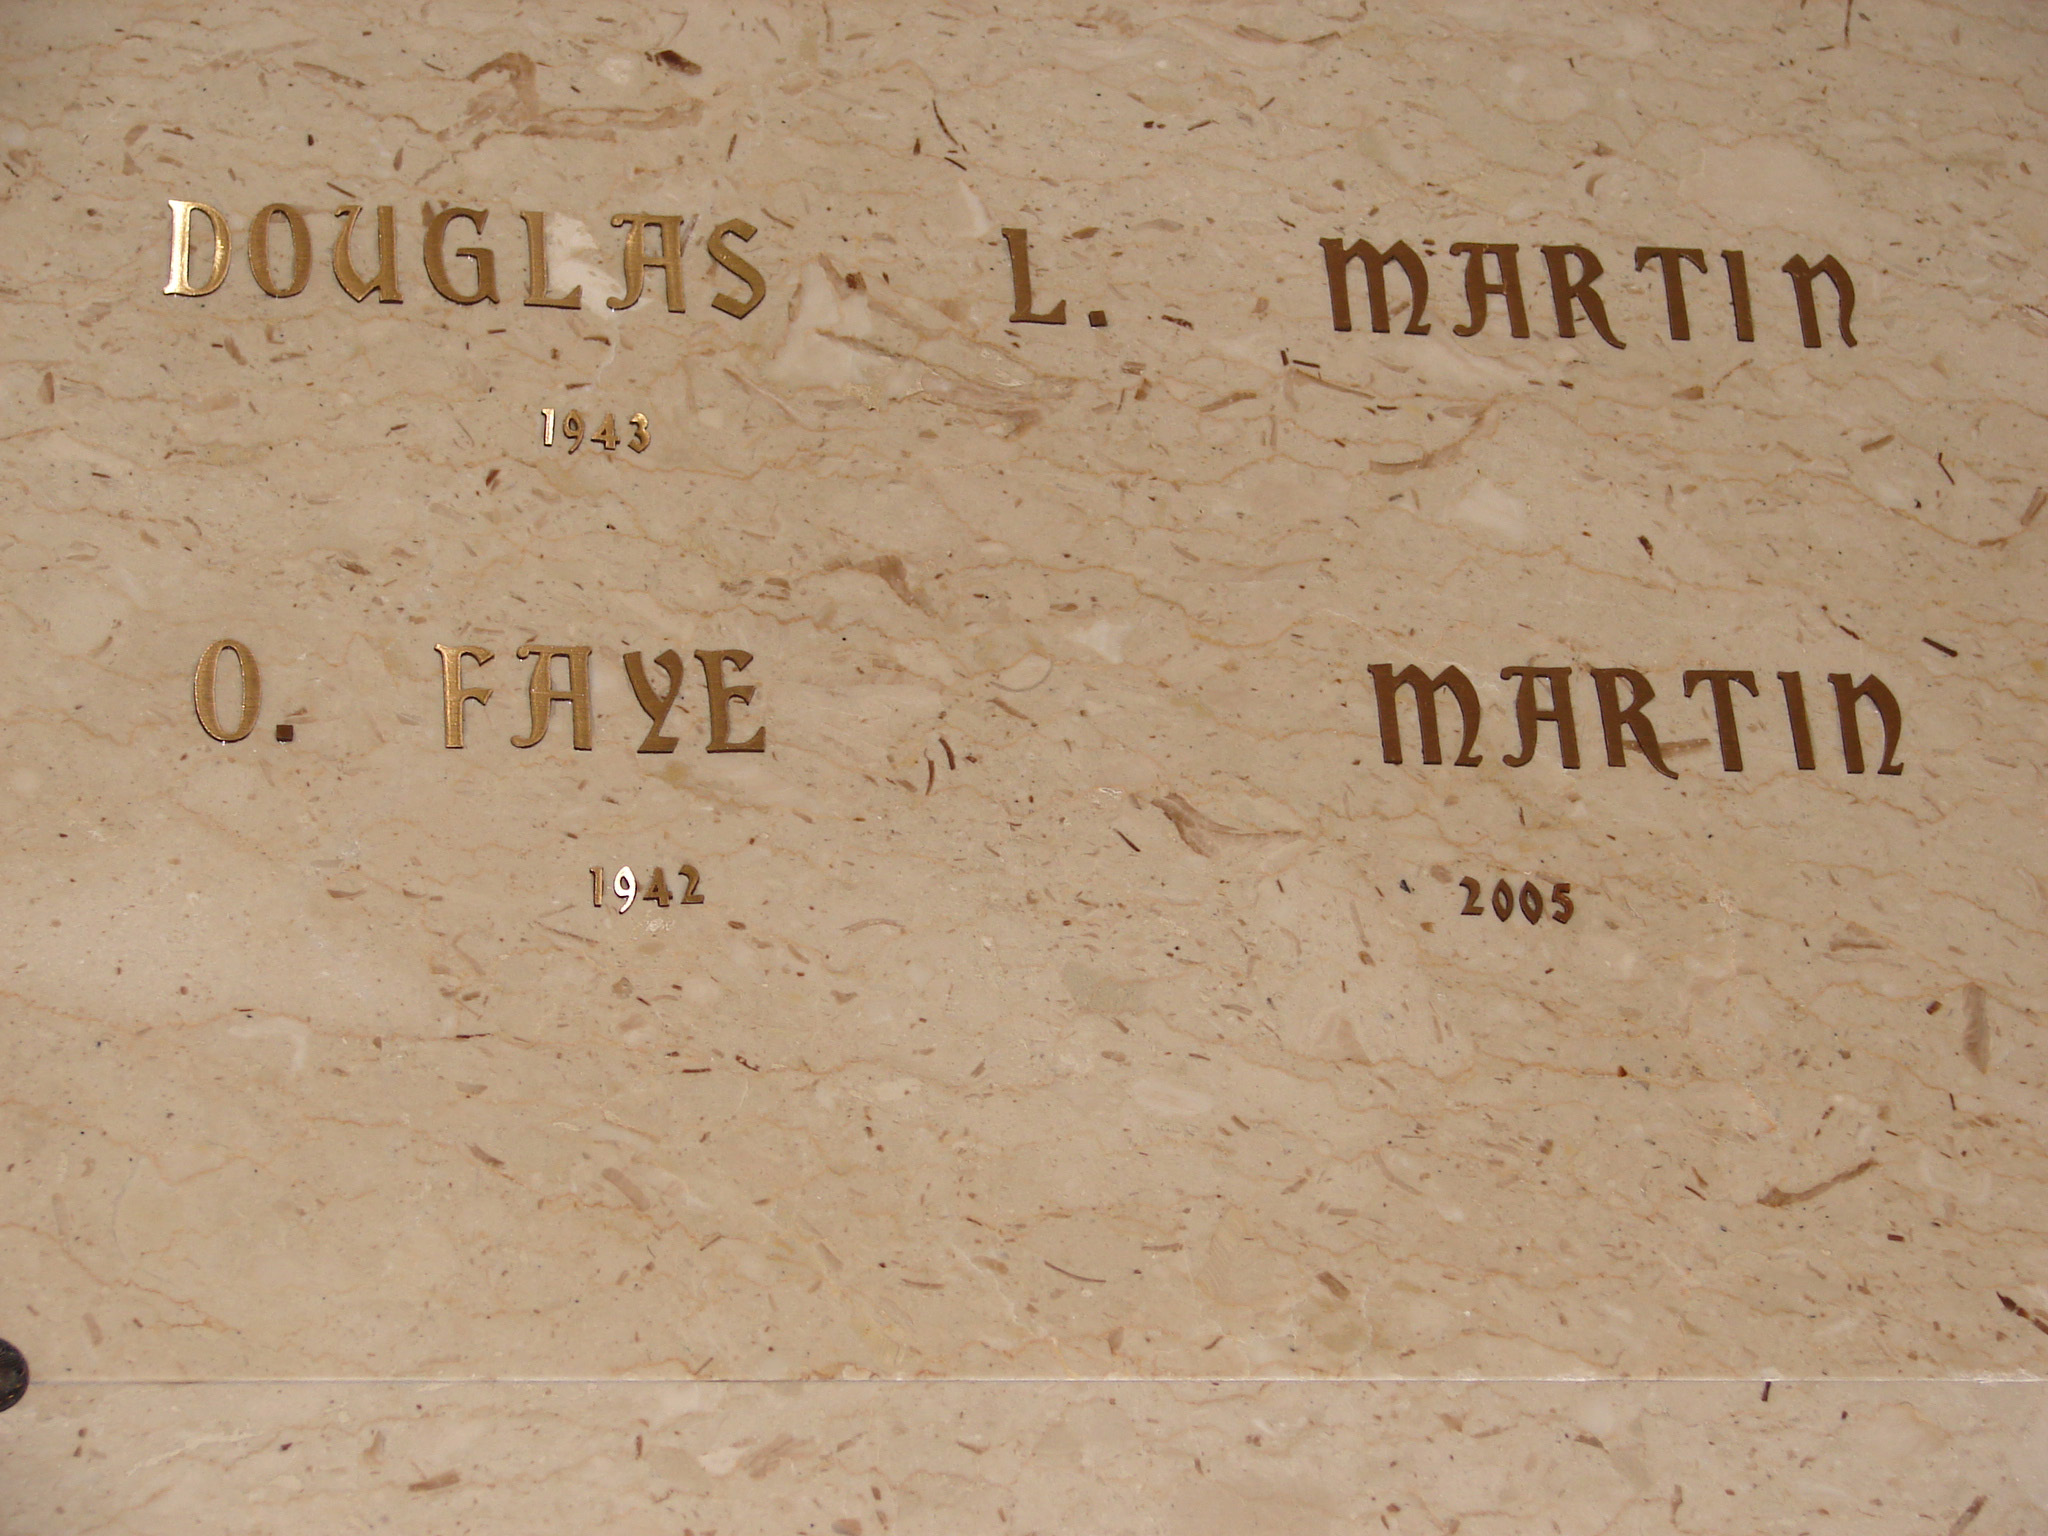 DOUGLAS L. MARTIN
1943
O. FAYE MARTIN
1942 2005